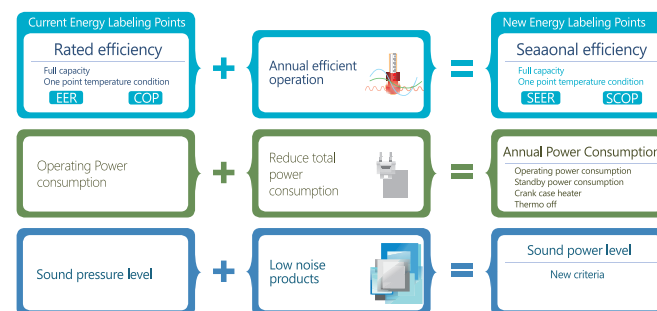 Current Energy Labeling Points
Rated efficiency
Full capacity
One point temperature condition
EER
COP
+
Annual efficient
operation
=
New Energy Labeling Points
Seaaonal efficiency
Full capacity
One point temperature condition
SEER
SCOP
Operating Power
consumption
+
Reduce total
power
consumption
=
Annual Power Consumption
Operating power consumption
Standby power consumption
Crank case heater
Thermo off
Sound pressure level
+
Low noise
products
=
Sound power level
New criteria